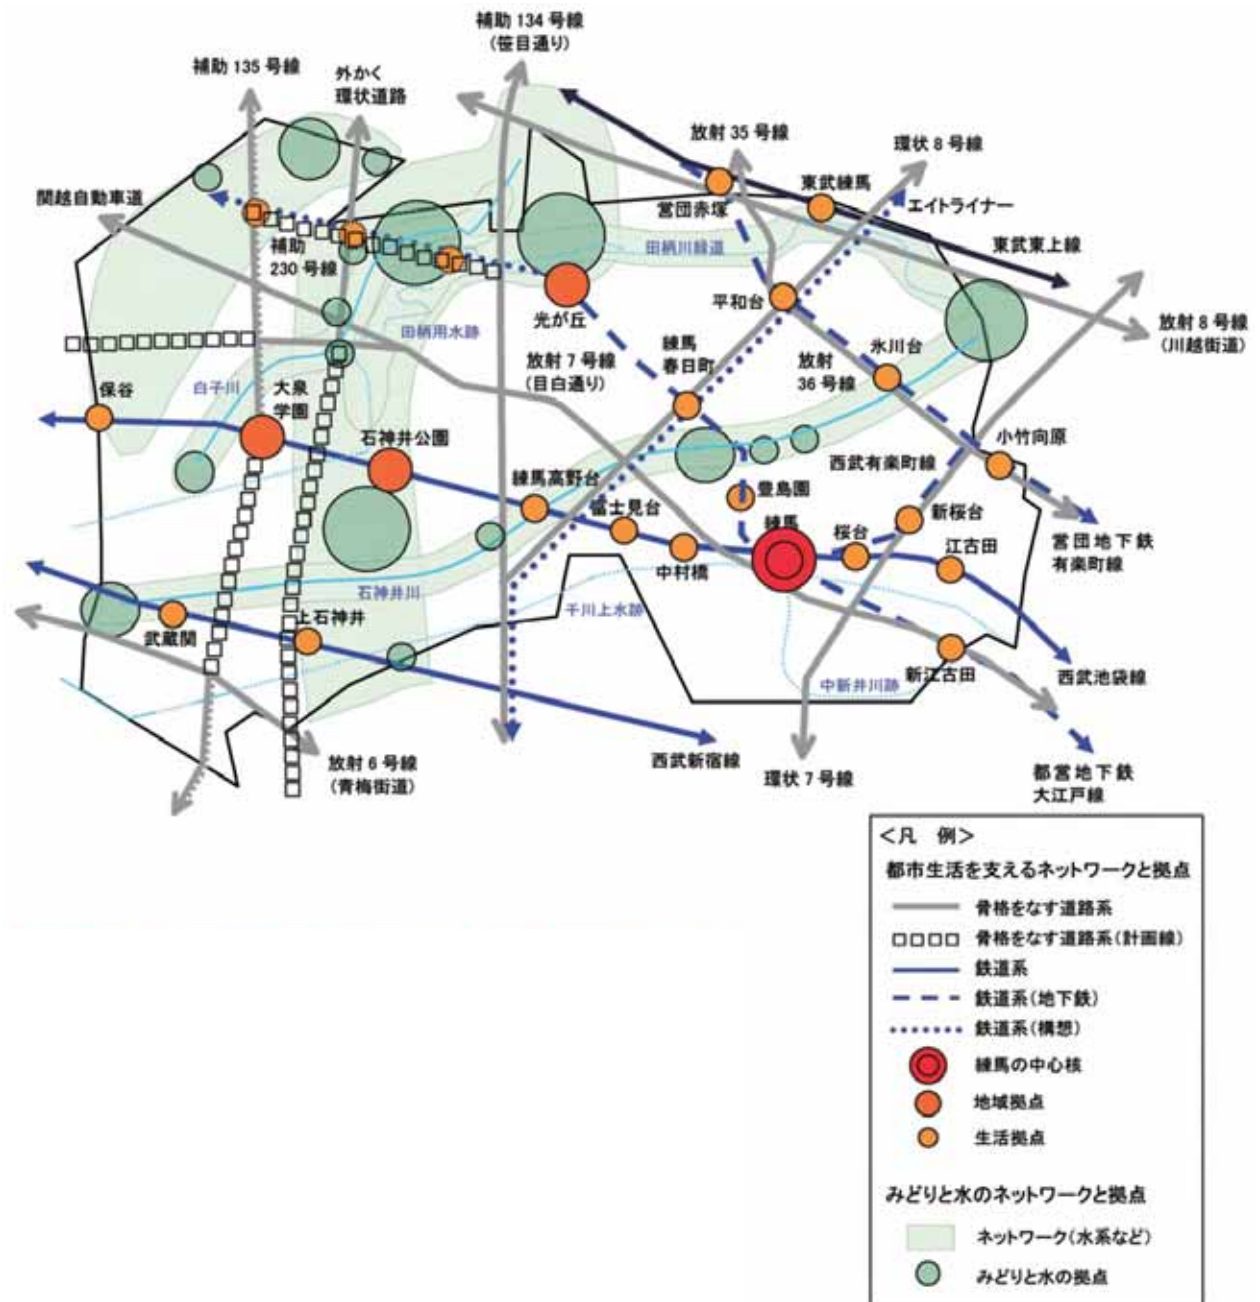 補助134号線
(笹目通り)
補助135号線
外かく
環状道路
放射35号線
環状8号線
関越自動車道
営団赤塚
東武練馬
エイトライナー
東武東上線
補助
230号線
田柄川緑道
光が丘
平和台
田柄用水跡
放射7号線
(目白通り)
練馬
春日町
放射
36号線
氷川台
放射8号線
(川越街道)
保谷
白子川
大泉
学園
石神井公園
小竹向原
西武有楽町線
練馬高野台
富士見台
豊島園
練馬
新桜台
桜台
江古田
中村橋
営団地下鉄
有楽町線
石神井川
千川上水跡
武蔵関
上石神井
中新井川跡
新江古田
西武池袋線
西武新宿線
放射6号線
(青梅街道)
環状7号線
都営地下鉄
大江戸線
<凡 例>
都市生活を支えるネットワークと拠点
骨格をなす道路系
骨格をなす道路系(計画線)
鉄道系
鉄道系(地下鉄)
鉄道系(構想)
練馬の中心核
地域拠点
生活拠点
みどりと水のネットワークと拠点
ネットワーク(水系など)
みどりと水の拠点